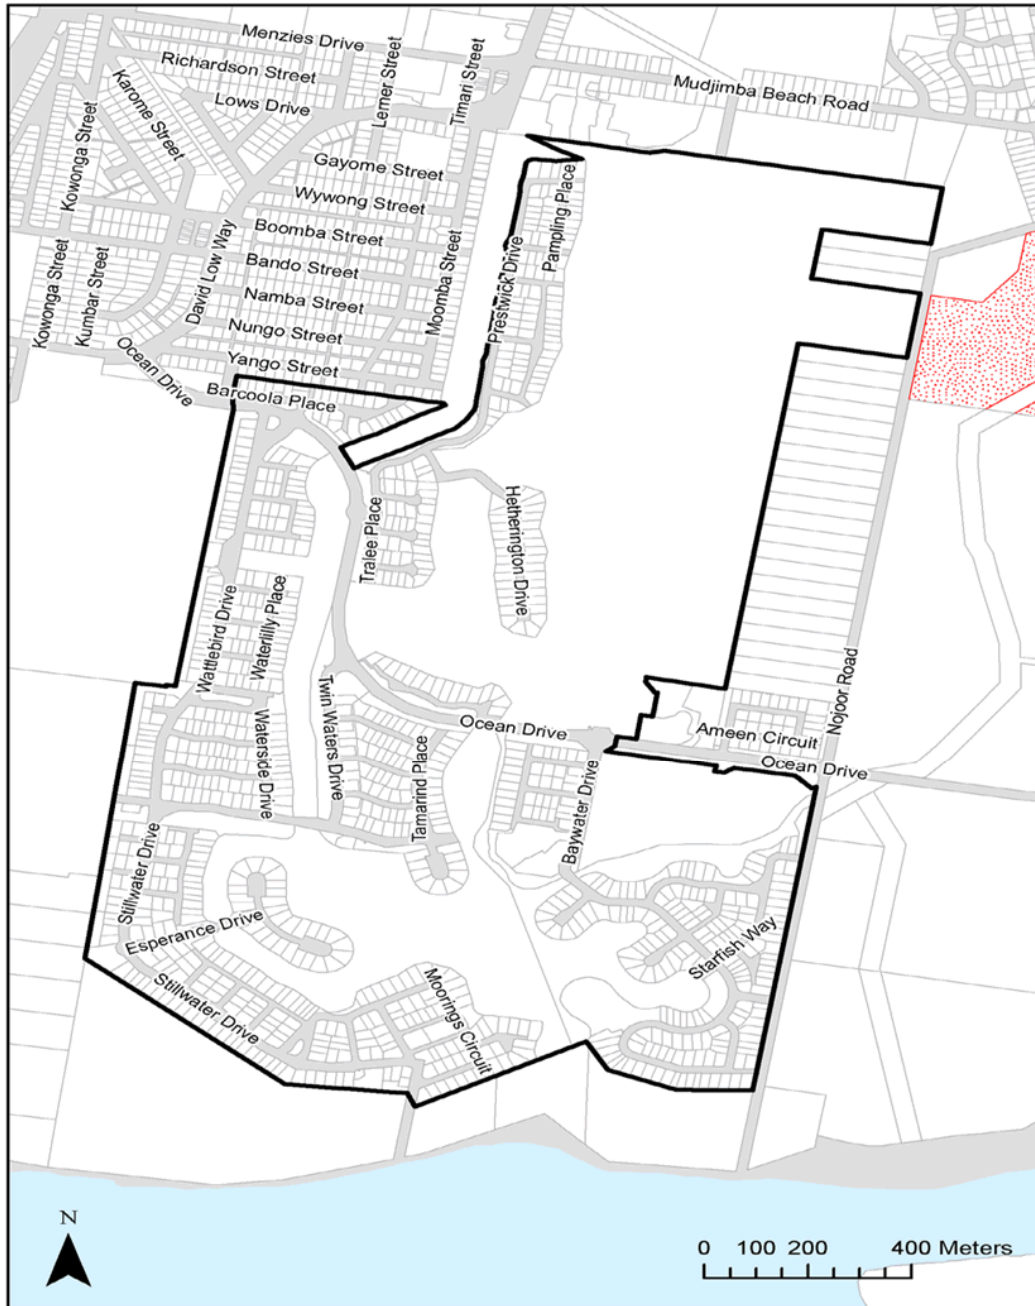 Menzies Drive
Richardson Street
Lows Drive
Karome Street
Lerner Street
Timari Street
Mudjimba Beach Road
Kowonga Street
Gayome Street
Wywong Street
Boomba Street
Bando Street
Namba Street
Nungo Street
Yango Street
David Low Way
Moomba Street
Prestwick Drive
Pampling Place
Kowonga Street
Kumbar Street
Ocean Drive
Barcoola Place
Tralee Place
Hetherington Drive
Wattlebird Drive
Waterlilly Place
Waterside Drive
Twin Waters Drive
Ocean Drive
Tamarind Place
Baywater Drive
Ameen Circuit
Nojoor Road
Ocean Drive
Stillwater Drive
Esperance Drive
Stillwater Drive
Moorings Circuit
Starfish Way
N
0 100 200 400 Meters